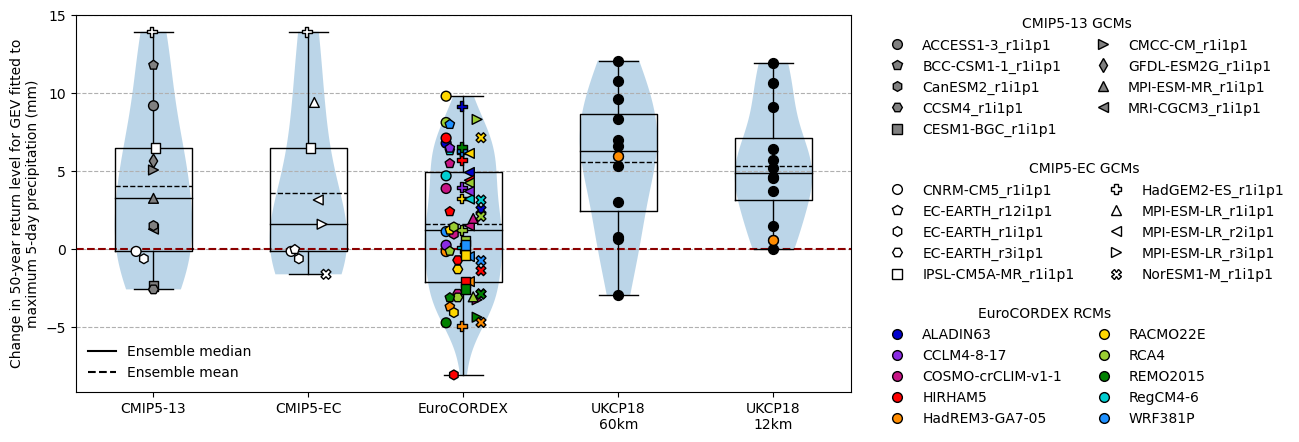 Change in 50-year return level for GEV fitted to
maximum 5-day precipitation (mm)
15
10
5
0
−5
Ensemble median
Ensemble mean
CMIP5-13
CMIP5-EC
EuroCORDEX
UKCP18
60km
UKCP18
12km
CMIP5-13 GCMs
ACCESS1-3_r1i1p1
BCC-CSM1-1_r1i1p1
CanESM2_r1i1p1
CCSM4_r1i1p1
CESM1-BGC_r1i1p1
CMCC-CM_r1i1p1
GFDL-ESM2G_r1i1p1
MPI-ESM-MR_r1i1p1
MRI-CGCM3_r1i1p1
CMIP5-EC GCMs
CNRM-CM5_r1i1p1
EC-EARTH_r12i1p1
EC-EARTH_r1i1p1
EC-EARTH_r3i1p1
IPSL-CM5A-MR_r1i1p1
HadGEM2-ES_r1i1p1
MPI-ESM-LR_r1i1p1
MPI-ESM-LR_r2i1p1
MPI-ESM-LR_r3i1p1
NorESM1-M_r1i1p1
EuroCORDEX RCMs
ALADIN63
CCLM4-8-17
COSMO-crCLIM-v1-1
HIRHAM5
HadREM3-GA7-05
RACMO22E
RCA4
REMO2015
RegCM4-6
WRF381P